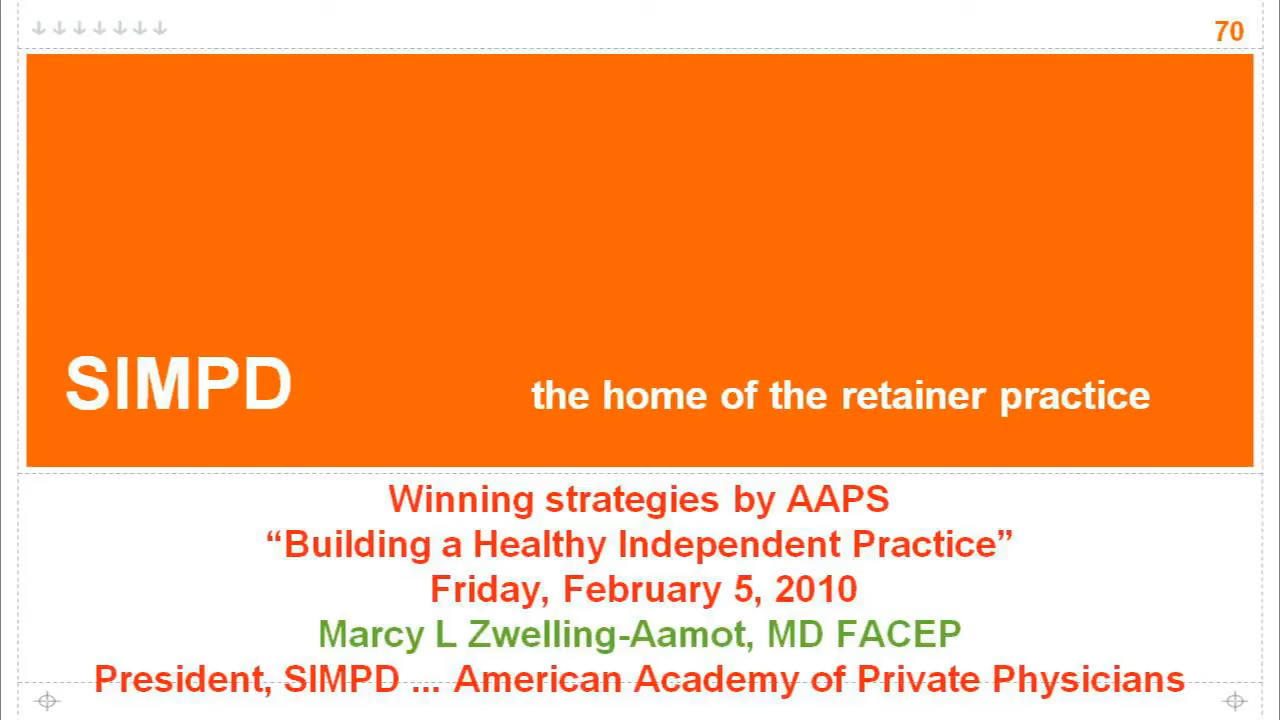 70
SIMPD the home of the retainer practice
Winning strategies by AAPS
“Building a Healthy Independent Practice”
Friday, February 5, 2010
Marcy L Zwelling-Aamot, MD FACEP
President, SIMPD ... American Academy of Private Physicians